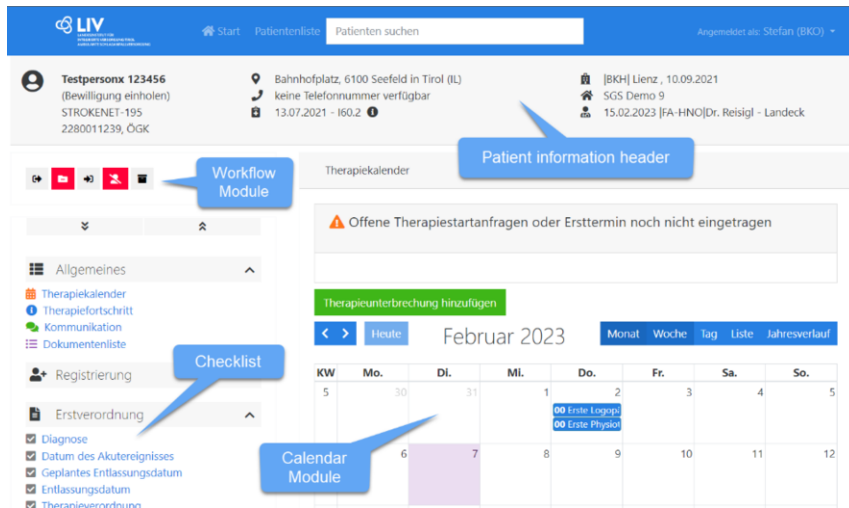 LIV
Start Patientenliste Patienten suchen Angemeldet als: Stefan (BKO)
Testpersonx 123456
(Bewilligung einholen)
STROKENET-195
2280011239, ÖGK
Bahnhofplatz, 6100 Seefeld in Tirol (IL)
keine Telefonnummer verfügbar
13.07.2021 - I60.2
|BKH| Lienz , 10.09.2021
SGS Demo 9
15.02.2023 |FA-HNO|Dr. Reisigl - Landeck
Patient information header
Workflow
Module
Therapiekalender
Offene Therapiestartanfragen oder Ersttermin noch nicht eingetragen
Allgemeines
Therapiekalender
Therapiefortschritt
Kommunikation
Dokumentenliste
Checklist
Registrierung
Erstverordnung
Diagnose
Datum des Akutereignisses
Geplantes Entlassungsdatum
Entlassungsdatum
Therapieverordnung
Therapieunterbrechung hinzufügen
Heute Februar 2023 Monat Woche Tag Liste Jahresverlauf
KW Mo. Di. Mi. Do. Fr. Sa. So.
5 30 31 1 2 3 4 5
00 Erste Logopä
00 Erste Physiot
6 7 8 9 10 11 12
Calendar
Module